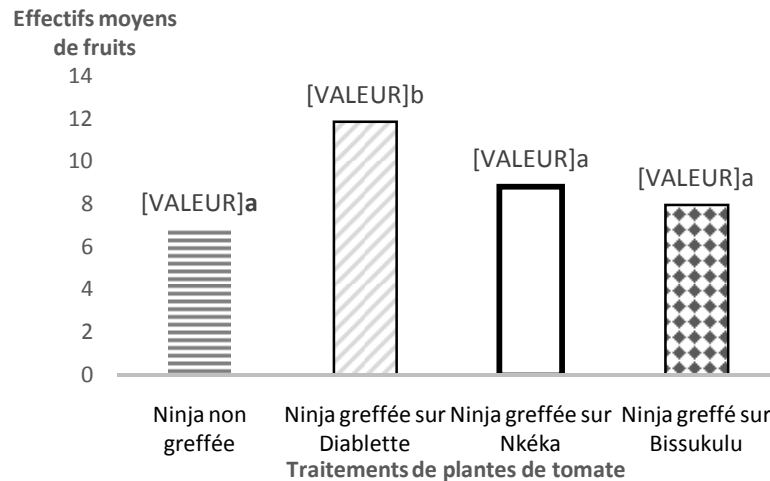 Effectifs moyens
de fruits
14
12
10
8
6
4
2
0
[VALEUR]a
[VALEUR]b
[VALEUR]a
[VALEUR]a
Ninja non
greffée
Ninja greffée sur
Diablette
Ninja greffée sur
Nkéka
Ninja greffé sur
Bissukulu
Traitements de plantes de tomate